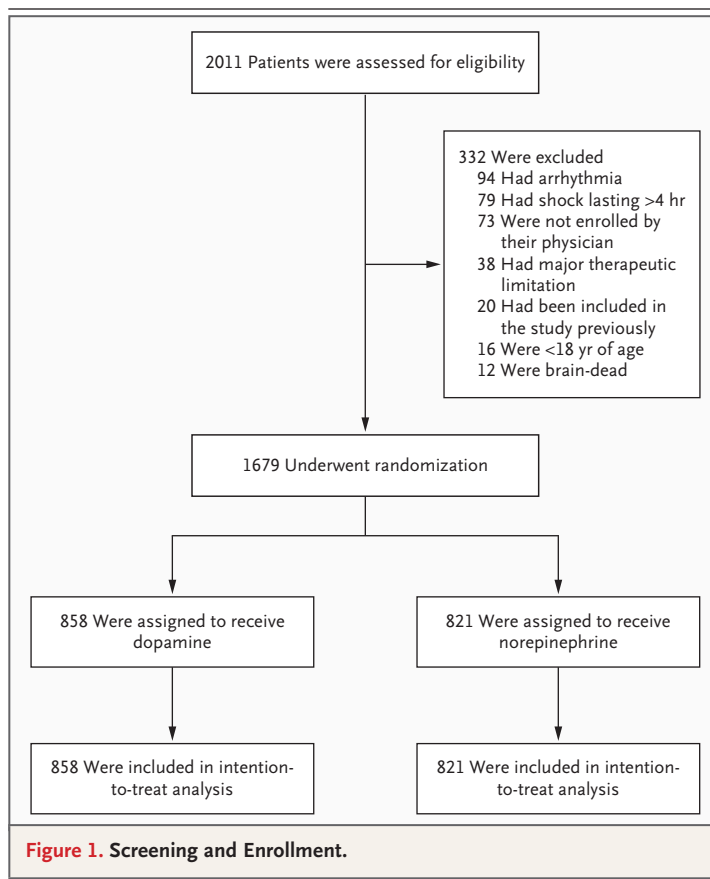 2011 Patients were assessed for eligibility
332 Were excluded
94 Had arrhythmia
79 Had shock lasting >4 hr
73 Were not enrolled by
their physician
38 Had major therapeutic
limitation
20 Had been included in
the study previously
16 Were <18 yr of age
12 Were brain-dead
1679 Underwent randomization
858 Were assigned to receive
dopamine
821 Were assigned to receive
norepinephrine
858 Were included in intention-
to-treat analysis
821 Were included in intention-
to-treat analysis
Figure 1. Screening and Enrollment.